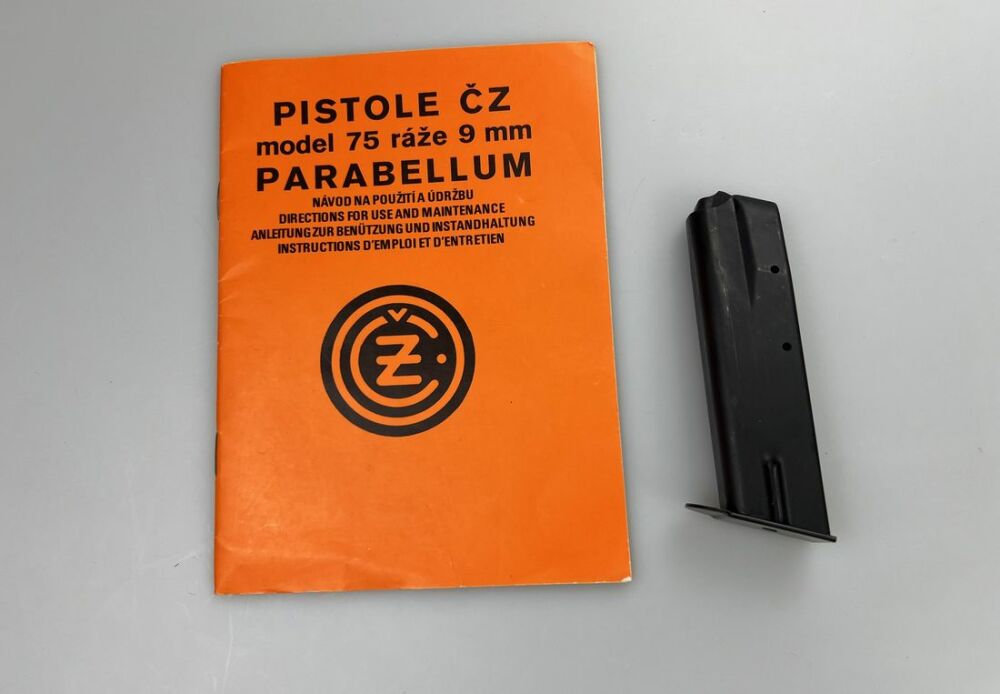 PISTOLE ČZ
model 75 ráže 9 mm
PARABELLUM
NÁVOD NA POUŽITÍ A ÚDRŽBU
DIRECTIONS FOR USE AND MAINTENANCE
ANLEITUNG ZUR BENÜTZUNG UND INSTANDHALTUNG
INSTRUCTIONS D'EMPLOI ET D'ENTRETIEN
ČZ